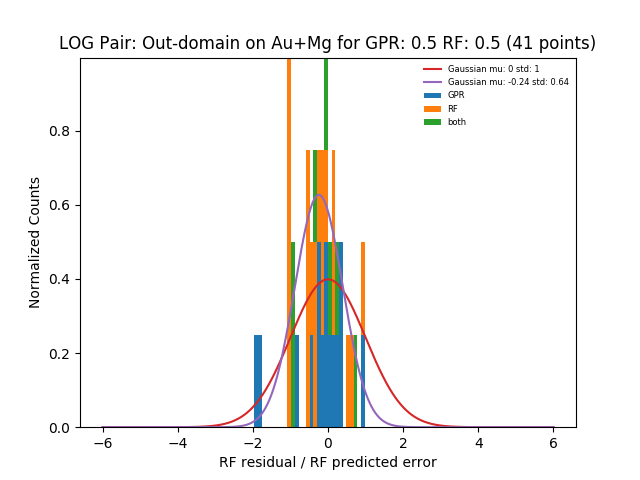 LOG Pair: Out-domain on Au+Mg for GPR: 0.5 RF: 0.5 (41 points)
Gaussian mu: 0 std: 1
Gaussian mu: -0.24 std: 0.64
GPR
RF
both
Normalized Counts
0.8
0.6
0.4
0.2
0.0
−6
−4
−2
0
2
4
6
RF residual / RF predicted error